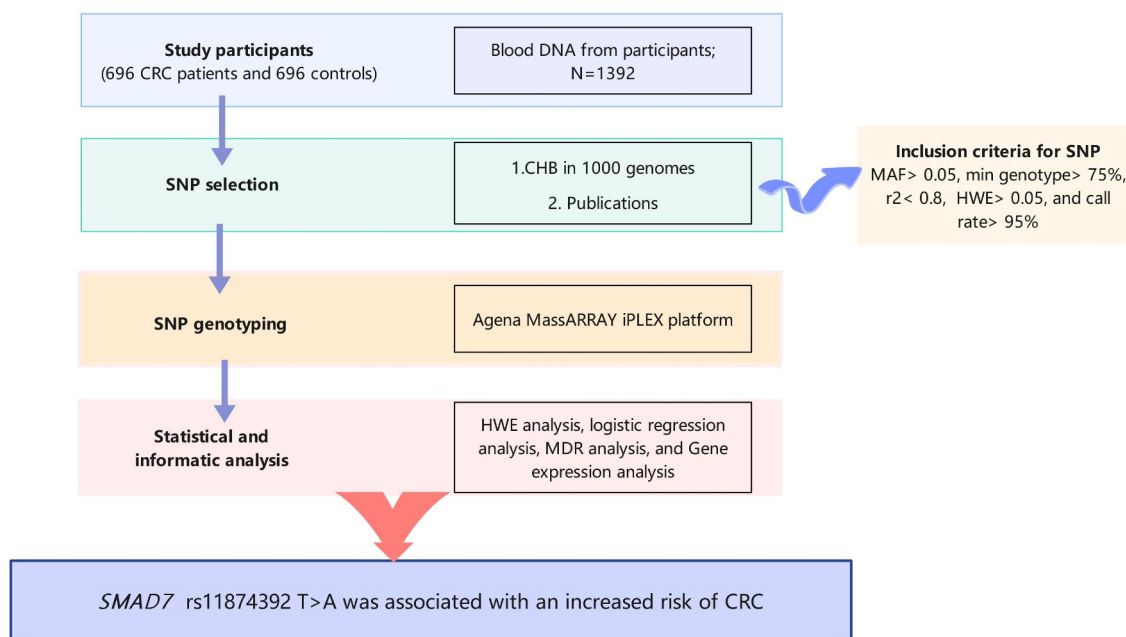 Study participants
(696 CRC patients and 696 controls)
Blood DNA from participants;
N=1392
SNP selection
1.CHB in 1000 genomes
2. Publications
Inclusion criteria for SNP
MAF> 0.05, min genotype> 75%,
r2< 0.8, HWE> 0.05, and call
rate> 95%
SNP genotyping
Agena MassARRAY iPLEX platform
Statistical and
informatic analysis
HWE analysis, logistic regression
analysis, MDR analysis, and Gene
expression analysis
SMAD7 rs11874392 T>A was associated with an increased risk of CRC